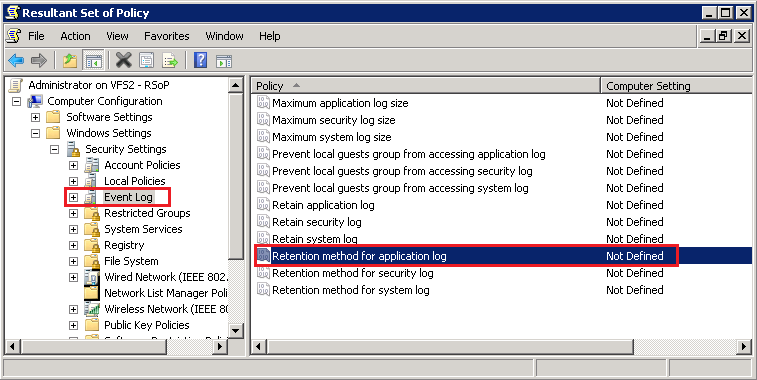 Resultant Set of Policy
File Action View Favorites Window Help
Administrator on VFS2 - RSoP
Computer Configuration
Software Settings
Windows Settings
Security Settings
Account Policies
Local Policies
Event Log
Restricted Groups
System Services
Registry
File System
Wired Network (IEEE 802.
Network List Manager Poli
Wireless Network (IEEE 80
Public Key Policies
Software Restriction Policies
Policy Computer Setting
Maximum application log size Not Defined
Maximum security log size Not Defined
Maximum system log size Not Defined
Prevent local guests group from accessing application log Not Defined
Prevent local guests group from accessing security log Not Defined
Prevent local guests group from accessing system log Not Defined
Retain application log Not Defined
Retain security log Not Defined
Retain system log Not Defined
Retention method for application log Not Defined
Retention method for security log Not Defined
Retention method for system log Not Defined